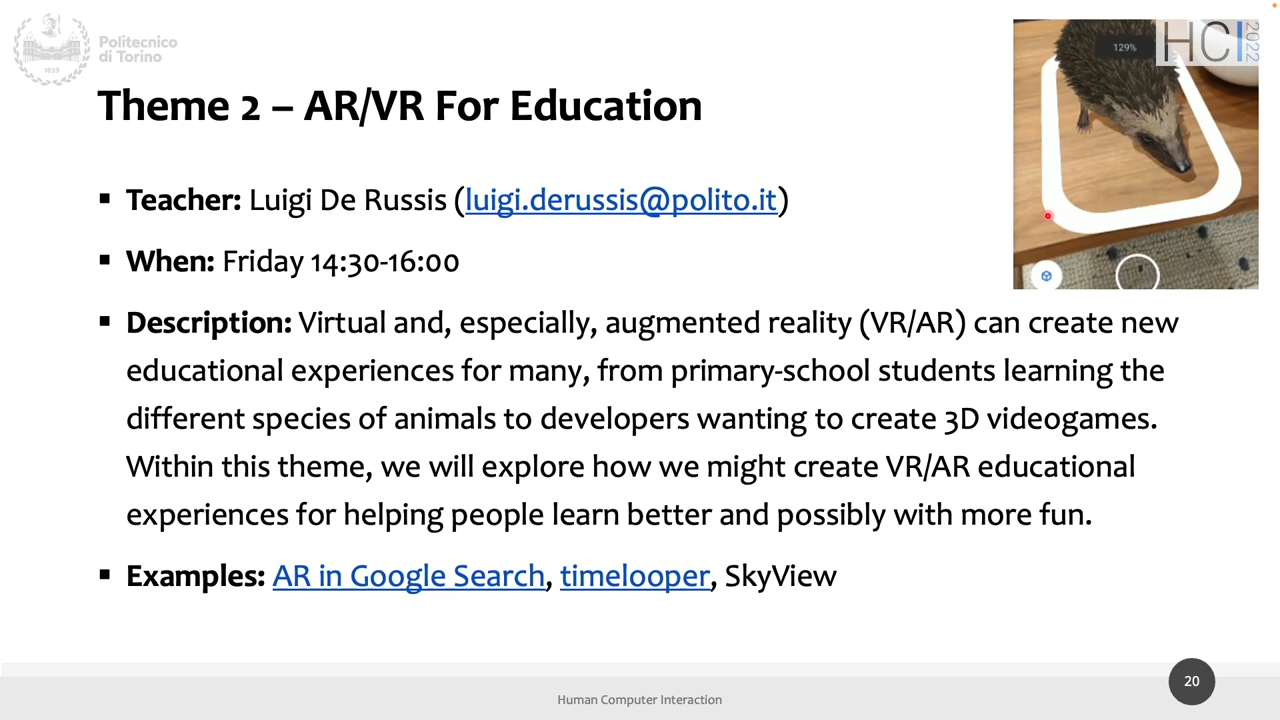 Politecnico
di Torino
1859
129%
HCI
2022
Theme 2 – AR/VR For Education
▪ Teacher: Luigi De Russis (luigi.derussis@polito.it)
▪ When: Friday 14:30-16:00
▪ Description: Virtual and, especially, augmented reality (VR/AR) can create new
educational experiences for many, from primary-school students learning the
different species of animals to developers wanting to create 3D videogames.
Within this theme, we will explore how we might create VR/AR educational
experiences for helping people learn better and possibly with more fun.
▪ Examples: AR in Google Search, timelooper, SkyView
Human Computer Interaction
20